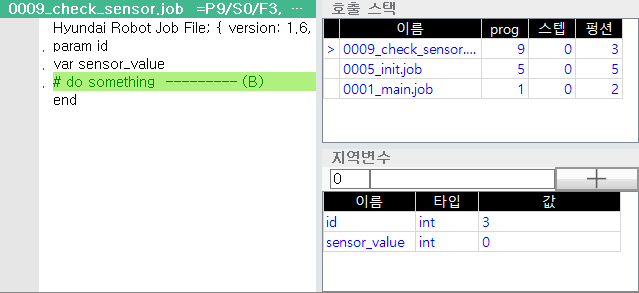 0009_check_sensor.job =P9/S0/F3, ...
Hyundai Robot Job File; { version: 1.6,
param id
var sensor_value
# do something --------- (B)
end
호출 스택
이름 prog 스텝 펑션
> 0009_check_sensor.... 9 0 3
0005_init.job 5 0 5
0001_main.job 1 0 2
지역변수
0
이름 타입 값
id int 3
sensor_value int 0